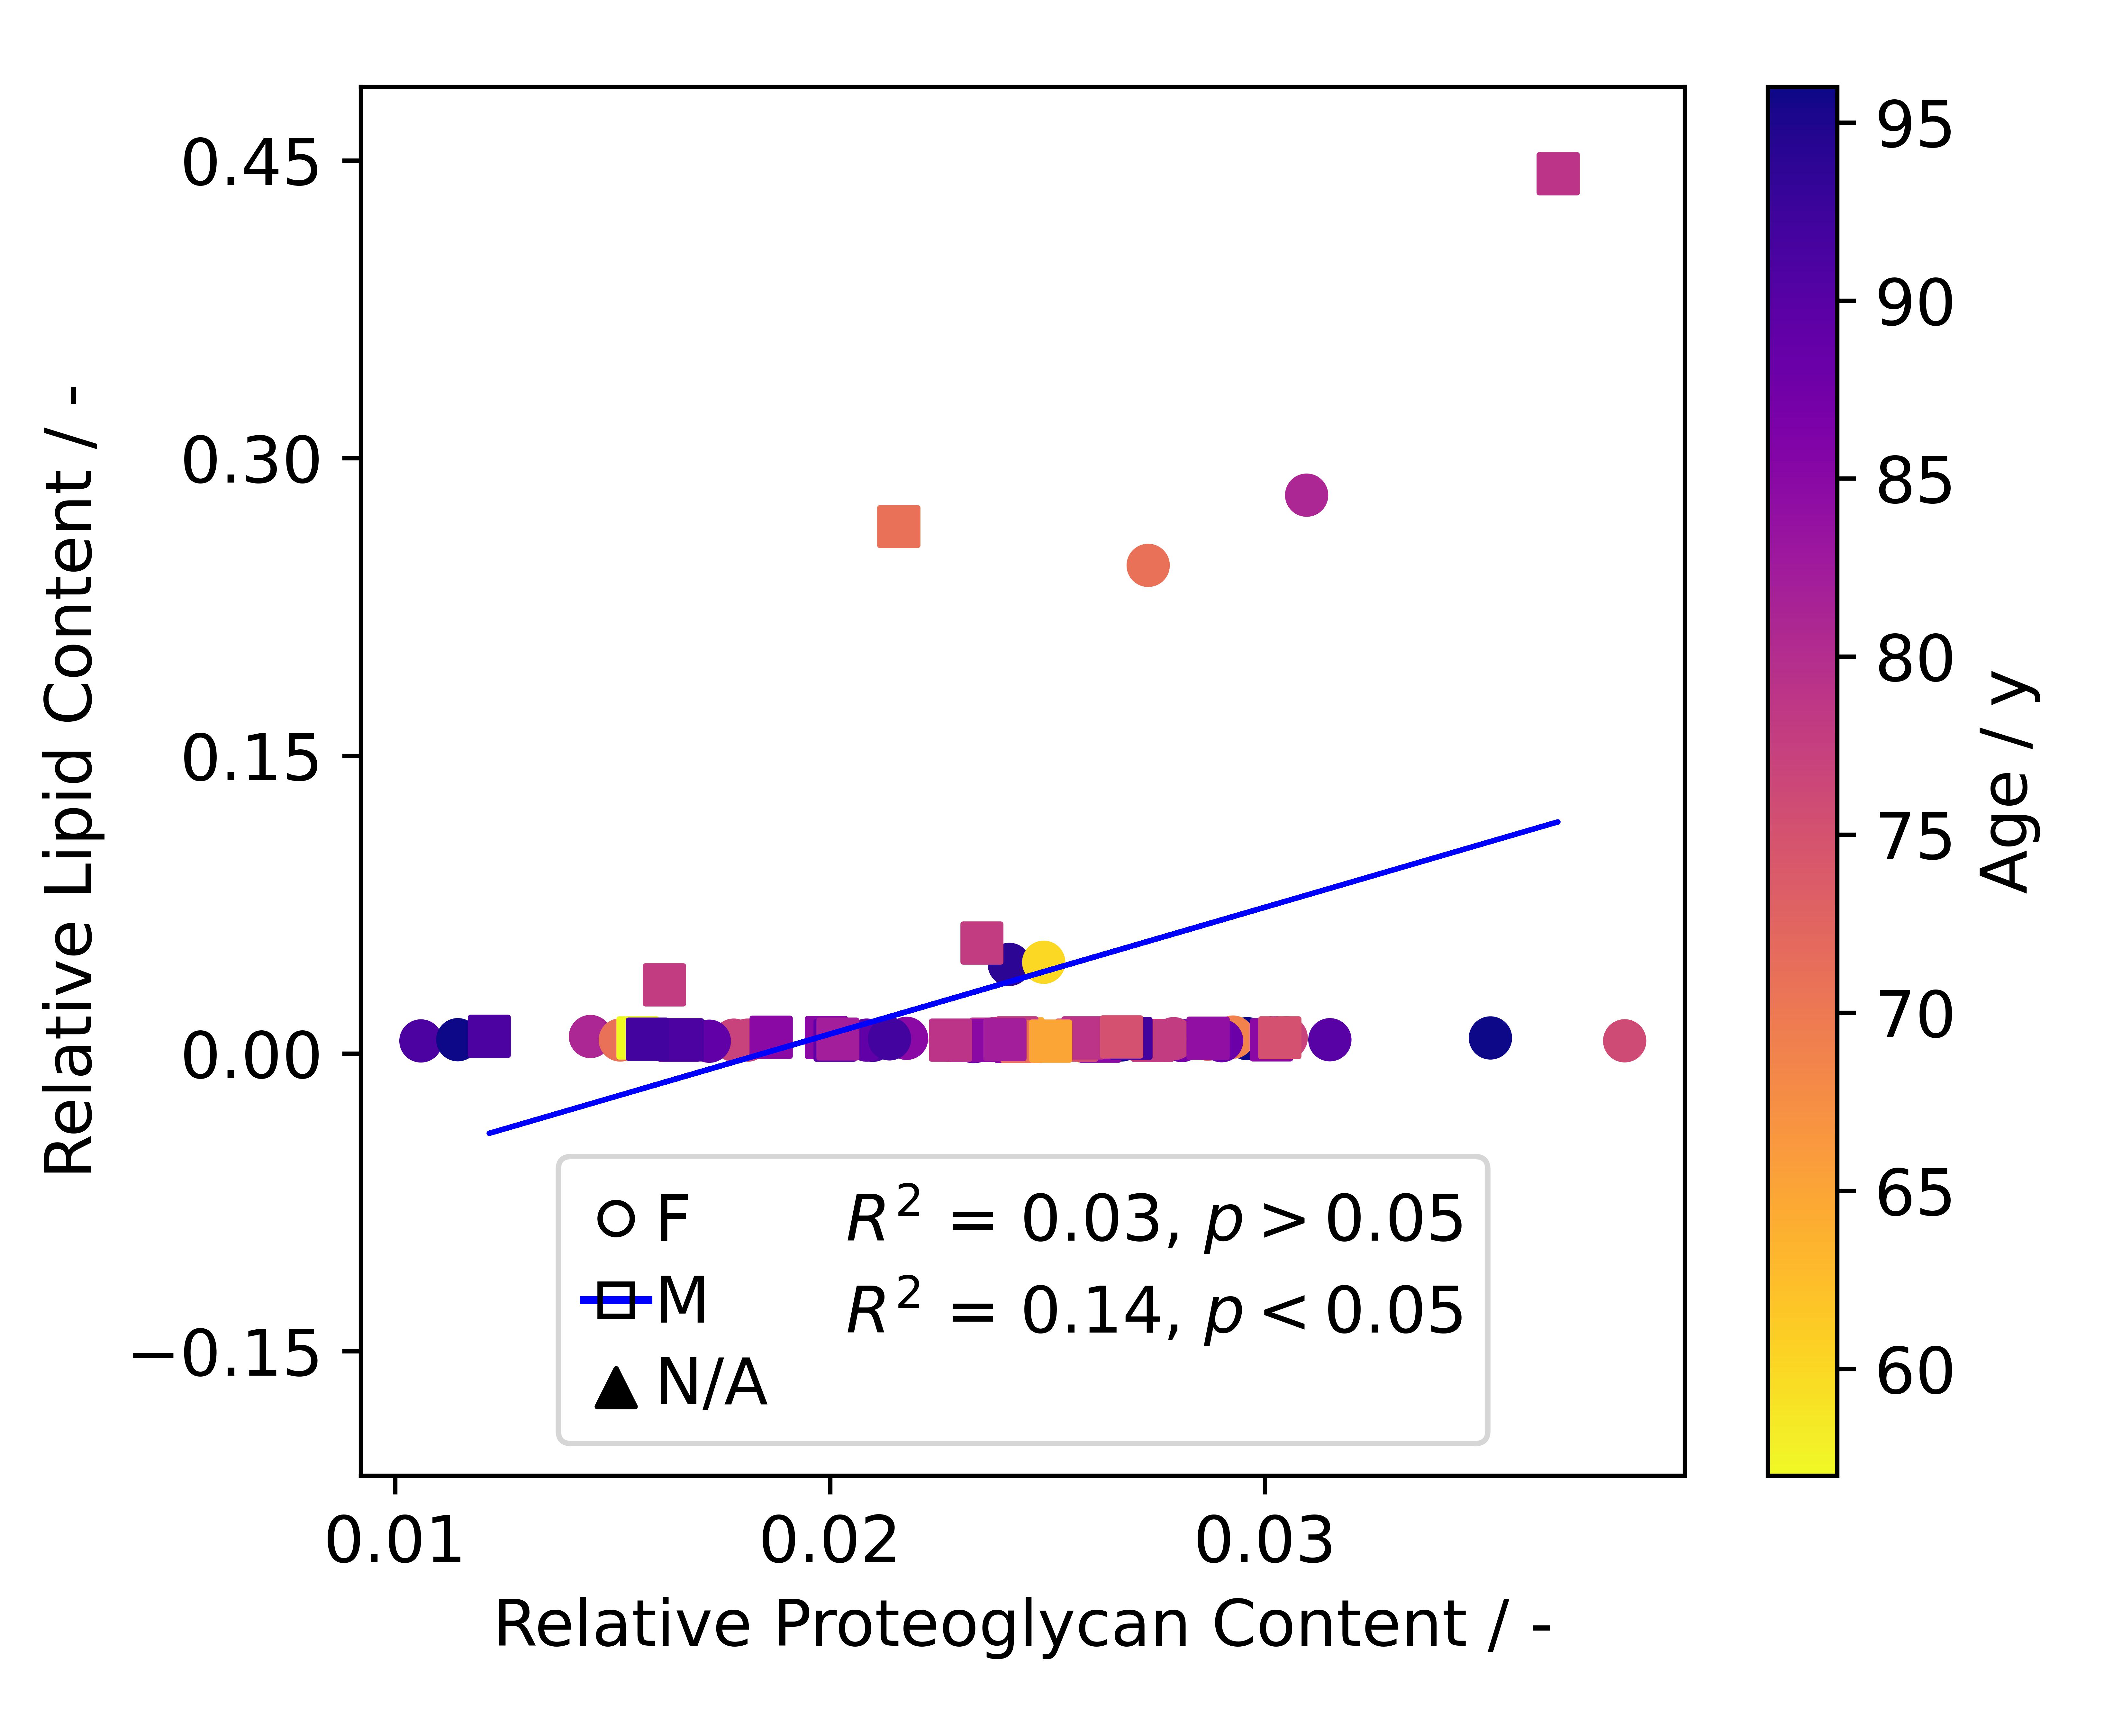 0.45
0.30
0.15
0.00
−0.15
Relative Lipid Content / -
0.01
0.02
0.03
Relative Proteoglycan Content / -
F R² = 0.03, p > 0.05
M R² = 0.14, p < 0.05
N/A
95
90
85
80
75
70
65
60
Age / y